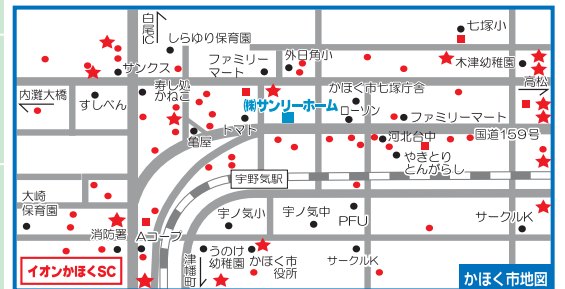 白尾
IC
しらゆり保育園
七塚小
サンクス
ファミリー
マート
外日角小
木津幼稚園
内灘大橋
すしべん
寿し処
かねこ
㈱サンリーホーム
かほく市七塚庁舎
ローソン
高松
トマト
亀屋
ファミリーマート
河北台中
国道159号
やきとり
とんがらし
宇野気駅
大崎
保育園
消防署
Aコープ
宇ノ気小
宇ノ気中
PFU
サークルK
イオンかほくSC
津幡町
うのけ
幼稚園
かほく市
役所
サークルK
かほく市地図